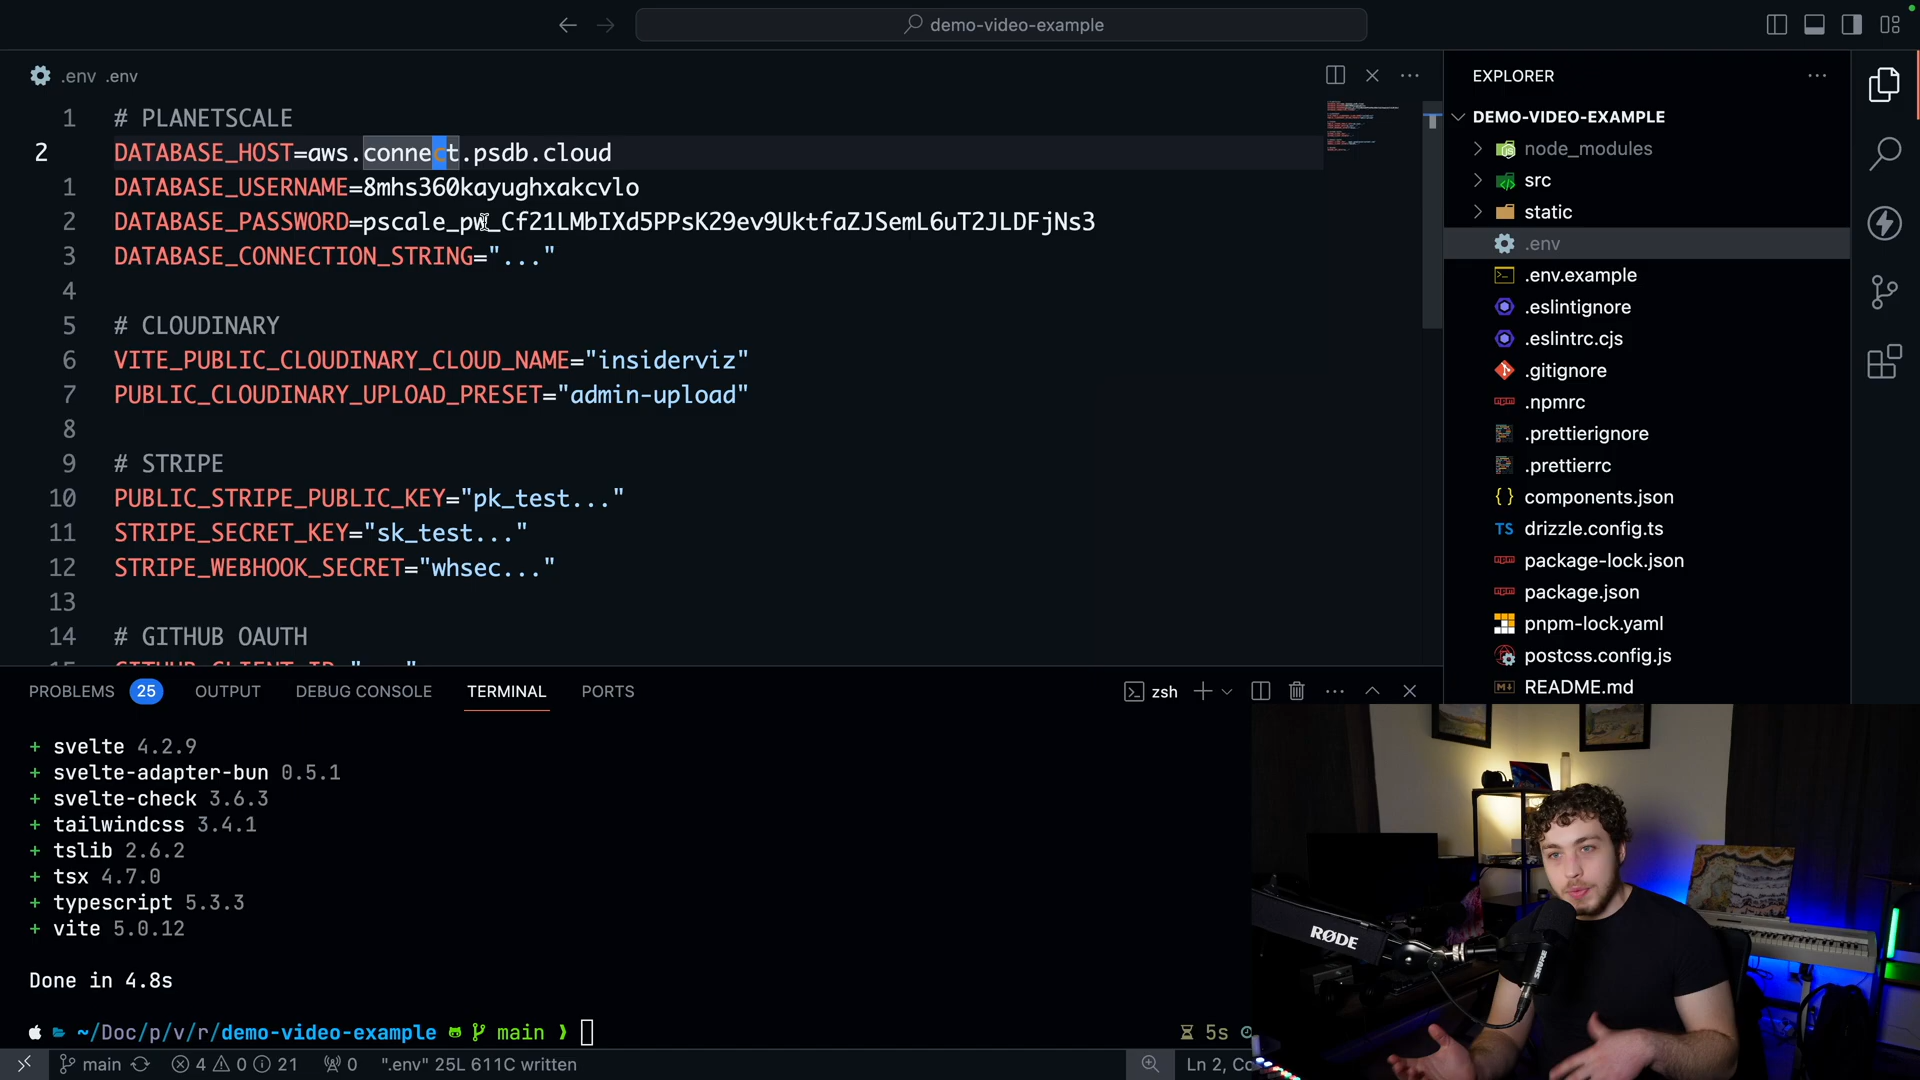 demo-video-example
.env .env
1 # PLANETSCALE
2 DATABASE_HOST=aws.connect.psdb.cloud
1 DATABASE_USERNAME=8mhs360kayughxakcvlo
2 DATABASE_PASSWORD=pscale_pw_Cf21LMbIXd5PPsK29ev9UktfaZJSemL6uT2JLDFjNs3
3 DATABASE_CONNECTION_STRING="..."
4
5 # CLOUDINARY
6 VITE_PUBLIC_CLOUDINARY_CLOUD_NAME="insiderviz"
7 PUBLIC_CLOUDINARY_UPLOAD_PRESET="admin-upload"
8
9 # STRIPE
10 PUBLIC_STRIPE_PUBLIC_KEY="pk_test..."
11 STRIPE_SECRET_KEY="sk_test..."
12 STRIPE_WEBHOOK_SECRET="whsec..."
13
14 # GITHUB OAUTH
EXPLORER
DEMO-VIDEO-EXAMPLE
node_modules
src
static
.env
.env.example
.eslintignore
.eslintrc.cjs
.gitignore
.npmrc
.prettierignore
.prettierrc
components.json
drizzle.config.ts
package-lock.json
package.json
pnpm-lock.yaml
postcss.config.js
README.md
PROBLEMS 25 OUTPUT DEBUG CONSOLE TERMINAL PORTS
zsh
+ svelte 4.2.9
+ svelte-adapter-bun 0.5.1
+ svelte-check 3.6.3
+ tailwindcss 3.4.1
+ tslib 2.6.2
+ tsx 4.7.0
+ typescript 5.3.3
+ vite 5.0.12
Done in 4.8s
~/Doc/p/v/r/demo-video-example main ❯
5s
main 4 0 21 0 ".env" 25L 611C written
Ln 2, Co
RØDE
SHURE